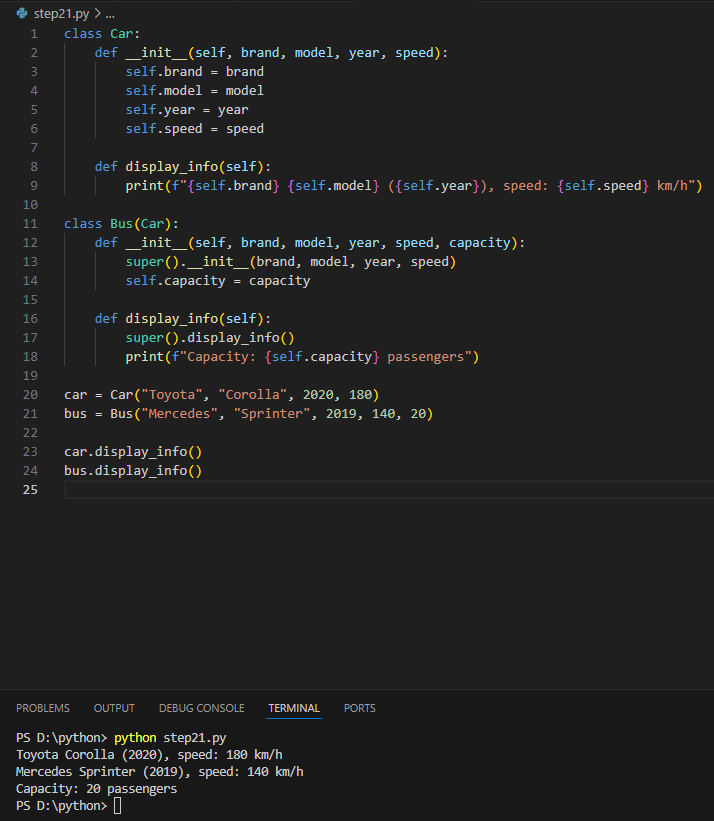 step21.py > ...
1 class Car:
2     def __init__(self, brand, model, year, speed):
3         self.brand = brand
4         self.model = model
5         self.year = year
6         self.speed = speed
7
8     def display_info(self):
9         print(f"{self.brand} {self.model} ({self.year}), speed: {self.speed} km/h")
10
11 class Bus(Car):
12     def __init__(self, brand, model, year, speed, capacity):
13         super().__init__(brand, model, year, speed)
14         self.capacity = capacity
15
16     def display_info(self):
17         super().display_info()
18         print(f"Capacity: {self.capacity} passengers")
19
20 car = Car("Toyota", "Corolla", 2020, 180)
21 bus = Bus("Mercedes", "Sprinter", 2019, 140, 20)
22
23 car.display_info()
24 bus.display_info()
25
PROBLEMS OUTPUT DEBUG CONSOLE TERMINAL PORTS
PS D:\python> python step21.py
Toyota Corolla (2020), speed: 180 km/h
Mercedes Sprinter (2019), speed: 140 km/h
Capacity: 20 passengers
PS D:\python>